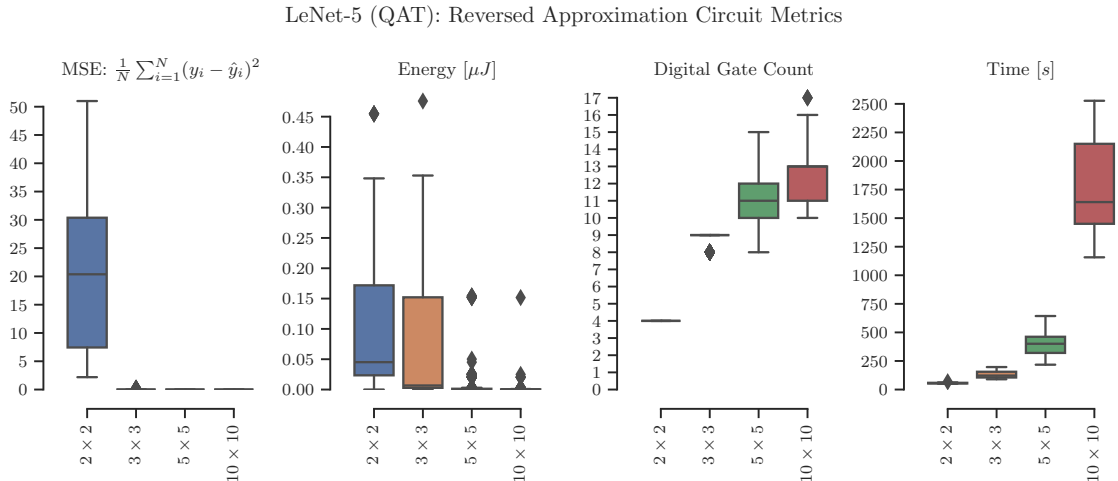 LeNet-5 (QAT): Reversed Approximation Circuit Metrics
MSE: $\frac{1}{N}\sum_{i=1}^{N}(y_i - \hat{y}_i)^2$
50
45
40
35
30
25
20
15
10
5
0
2 × 2
3 × 3
5 × 5
10 × 10
Energy [μJ]
0.45
0.40
0.35
0.30
0.25
0.20
0.15
0.10
0.05
0.00
2 × 2
3 × 3
5 × 5
10 × 10
Digital Gate Count
17
16
15
14
13
12
11
10
9
8
7
6
5
4
3
2
1
0
2 × 2
3 × 3
5 × 5
10 × 10
Time [s]
2500
2250
2000
1750
1500
1250
1000
750
500
250
0
2 × 2
3 × 3
5 × 5
10 × 10